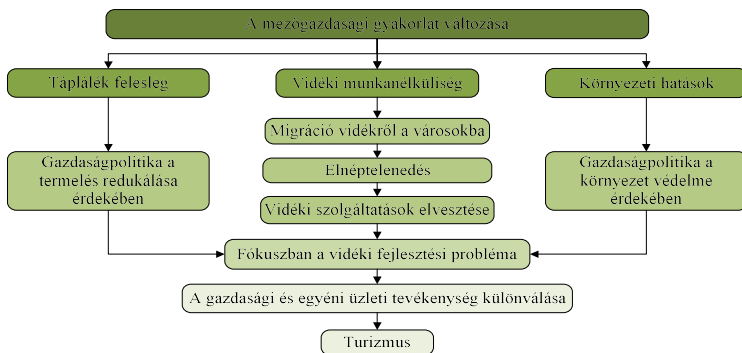 A mezőgazdasági gyakorlat változása
Táplálék felesleg
Vidéki munkanélküliség
Környezeti hatások
Migráció vidékről a városokba
Gazdaságpolitika a
termelés redukálása
érdekében
Elnéptelenedés
Gazdaságpolitika a
környezet védelme
érdekében
Vidéki szolgáltatások elvesztése
Fókuszban a vidéki fejlesztési probléma
A gazdasági és egyéni üzleti tevékenység különválása
Turizmus